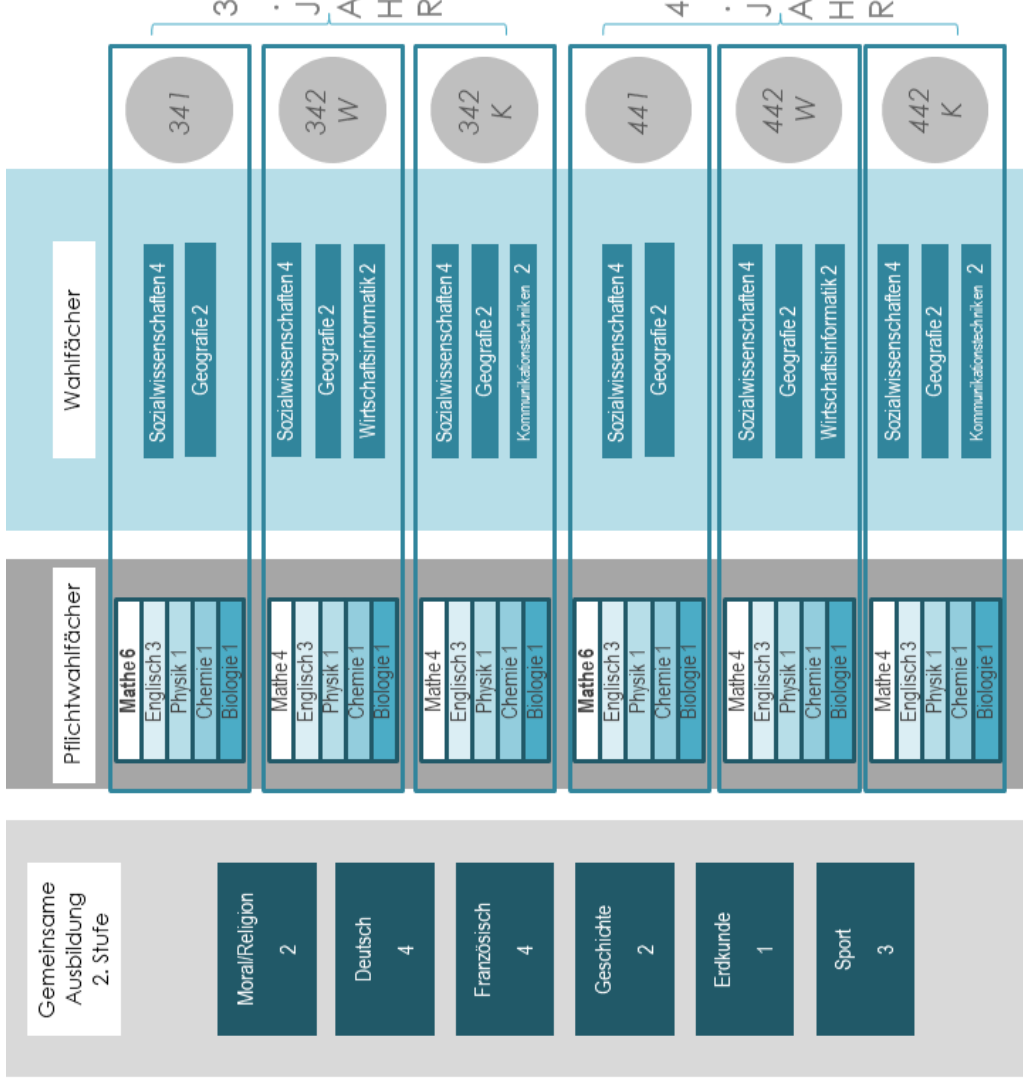 Gemeinsame
Ausbildung
2. Stufe
Moral/Religion
2
Deutsch
4
Französisch
4
Geschichte
2
Erdkunde
1
Sport
3
Pflichtwahlfächer
Mathe 6
Englisch 3
Physik 1
Chemie 1
Biologie 1
Mathe 4
Englisch 3
Physik 1
Chemie 1
Biologie 1
Mathe 4
Englisch 3
Physik 1
Chemie 1
Biologie 1
Mathe 6
Englisch 3
Physik 1
Chemie 1
Biologie 1
Mathe 4
Englisch 3
Physik 1
Chemie 1
Biologie 1
Mathe 4
Englisch 3
Physik 1
Chemie 1
Biologie 1
Wahlfächer
Sozialwissenschaften 4
Geografie 2
Sozialwissenschaften 4
Geografie 2
Wirtschaftsinformatik 2
Sozialwissenschaften 4
Geografie 2
Kommunikationstechniken 2
Sozialwissenschaften 4
Geografie 2
Sozialwissenschaften 4
Geografie 2
Wirtschaftsinformatik 2
Sozialwissenschaften 4
Geografie 2
Kommunikationstechniken 2
341
342
W
342
K
441
442
W
442
K
3
.
J
A
H
R
4
.
J
A
H
R